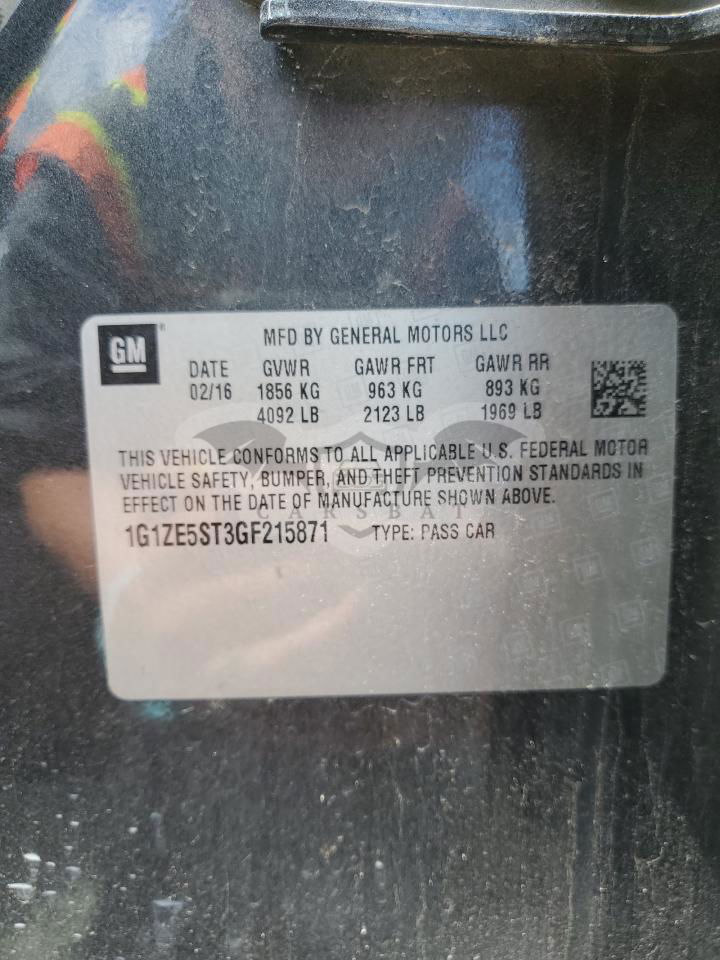 GM
MFD BY GENERAL MOTORS LLC
DATE GVWR GAWR FRT GAWR RR
02/16 1856 KG 963 KG 893 KG
4092 LB 2123 LB 1969 LB
THIS VEHICLE CONFORMS TO ALL APPLICABLE U.S. FEDERAL MOTOR
VEHICLE SAFETY, BUMPER, AND THEFT PREVENTION STANDARDS IN
EFFECT ON THE DATE OF MANUFACTURE SHOWN ABOVE.
CARSBAT
1G1ZE5ST3GF215871 TYPE: PASS CAR